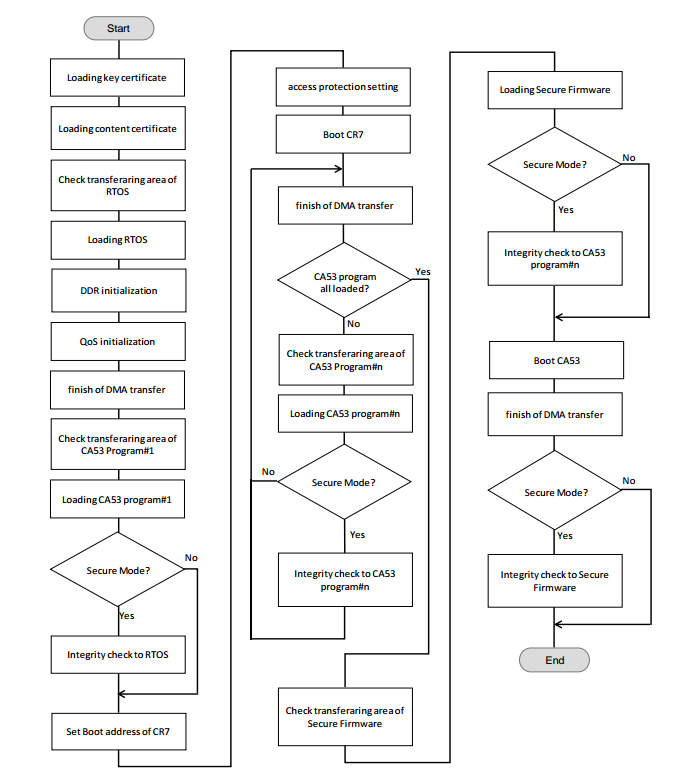 Start
Loading key certificate
Loading content certificate
Check transferaring area of
RTOS
Loading RTOS
DDR initialization
QoS initialization
finish of DMA transfer
Check transferaring area of
CA53 Program#1
Loading CA53 program#1
Secure Mode?
No
Yes
Integrity check to RTOS
Set Boot address of CR7
access protection setting
Boot CR7
finish of DMA transfer
CA53 program
all loaded?
Yes
No
Check transferaring area of
CA53 Program#n
Loading CA53 program#n
Secure Mode?
No
Yes
Integrity check to CA53
program#n
Check transferaring area of
Secure Firmware
Loading Secure Firmware
Secure Mode?
No
Yes
Integrity check to CA53
program#n
Boot CA53
finish of DMA transfer
Secure Mode?
No
Yes
Integrity check to Secure
Firmware
End